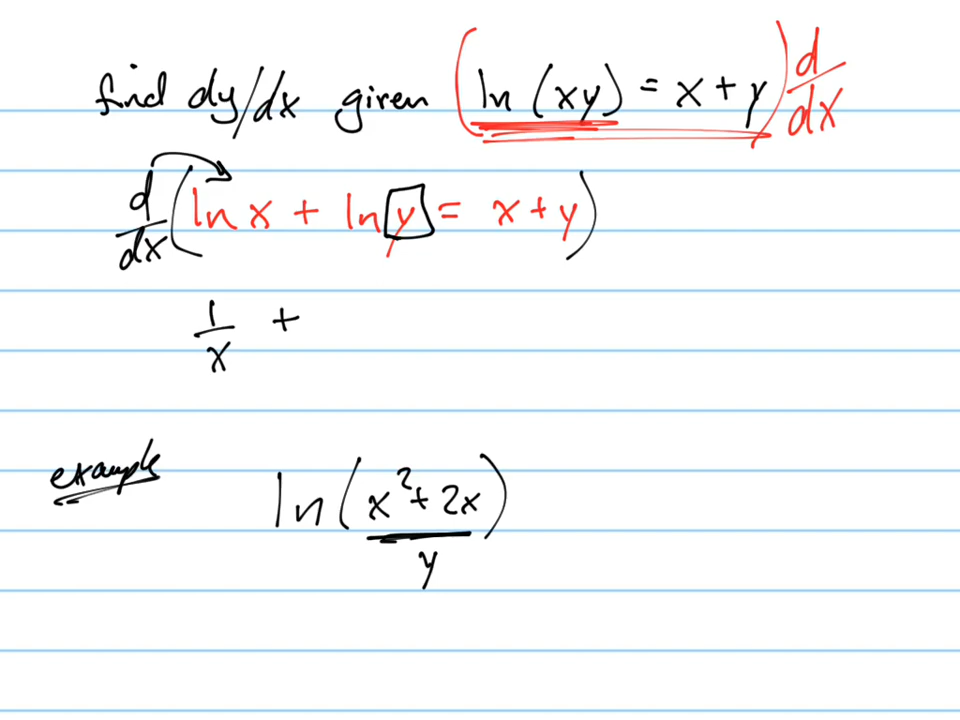 find dy/dx given (ln (xy) = x + y) d/dx
d/dx (ln x + ln y = x + y)
1/x +
example ln(x²+2x)
y